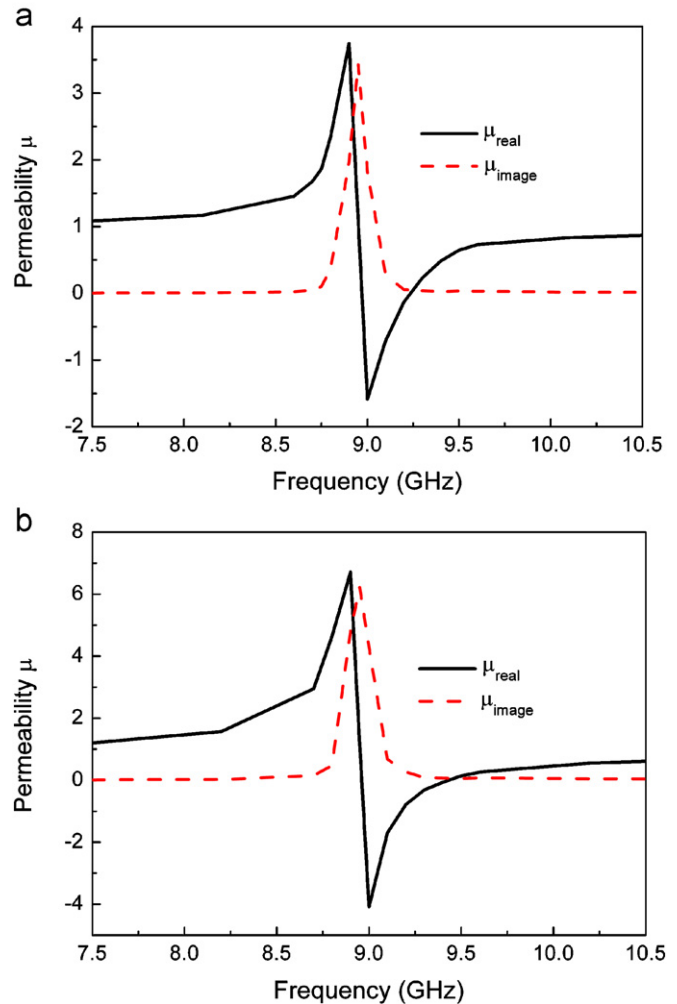 a
4
3
2
1
0
-1
-2
Permeability μ
μreal
μimage
7.5 8.0 8.5 9.0 9.5 10.0 10.5
Frequency (GHz)
b
8
6
4
2
0
-2
-4
Permeability μ
μreal
μimage
7.5 8.0 8.5 9.0 9.5 10.0 10.5
Frequency (GHz)